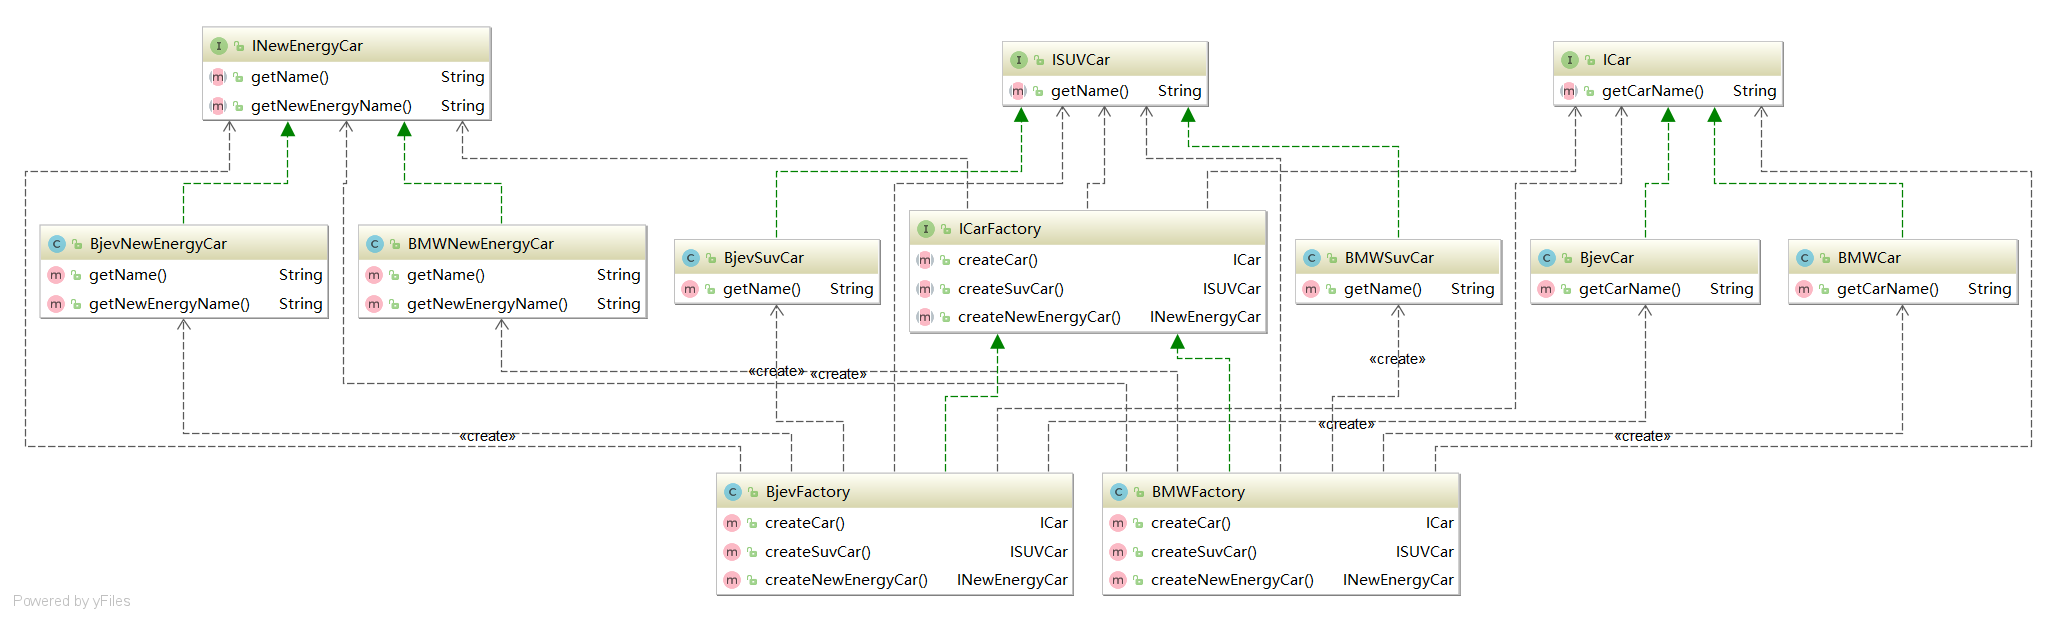 INewEnergyCar
getName() String
getNewEnergyName() String
ISUVCar
getName() String
ICar
getCarName() String
BjevNewEnergyCar
getName() String
getNewEnergyName() String
BMWNewEnergyCar
getName() String
getNewEnergyName() String
BjevSuvCar
getName() String
ICarFactory
createCar() ICar
createSuvCar() ISUVCar
createNewEnergyCar() INewEnergyCar
BMWSuvCar
getName() String
BjevCar
getCarName() String
BMWCar
getCarName() String
«create»
«create»
«create»
«create»
«create»
«create»
BjevFactory
createCar() ICar
createSuvCar() ISUVCar
createNewEnergyCar() INewEnergyCar
BMWFactory
createCar() ICar
createSuvCar() ISUVCar
createNewEnergyCar() INewEnergyCar
Powered by yFiles